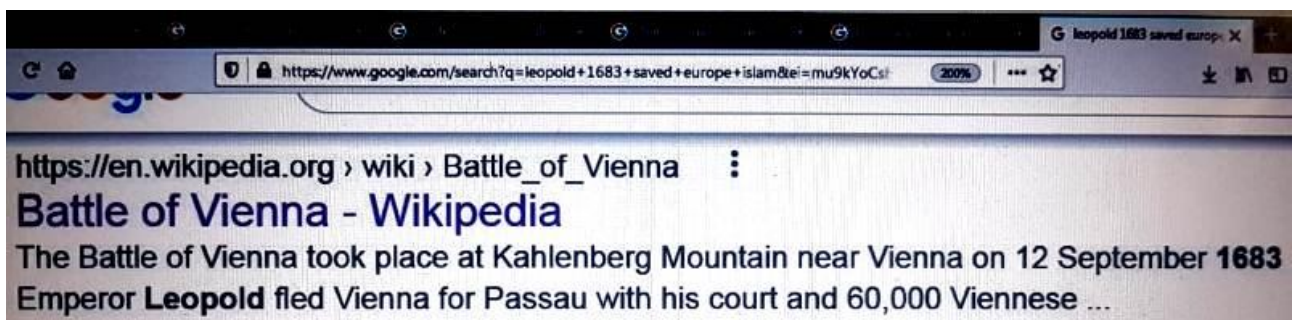 G leopold 1683 saved europ
https://www.google.com/search?q=leopold+1683+saved+europe+islam&ei=mu9kYoCs
200%
https://en.wikipedia.org › wiki › Battle_of_Vienna
Battle of Vienna - Wikipedia
The Battle of Vienna took place at Kahlenberg Mountain near Vienna on 12 September 1683
Emperor Leopold fled Vienna for Passau with his court and 60,000 Viennese ...